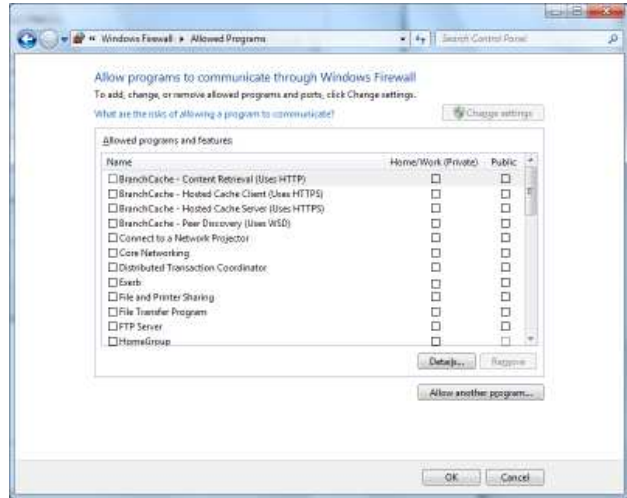 « Windows Firewall ▸ Allowed Programs
Search Control Panel
Allow programs to communicate through Windows Firewall
To add, change, or remove allowed programs and ports, click Change settings.
What are the risks of allowing a program to communicate?
Change settings
Allowed programs and features:
Name Home/Work (Private) Public
BranchCache - Content Retrieval (Uses HTTP)
BranchCache - Hosted Cache Client (Uses HTTPS)
BranchCache - Hosted Cache Server (Uses HTTPS)
BranchCache - Peer Discovery (Uses WSD)
Connect to a Network Projector
Core Networking
Distributed Transaction Coordinator
Exerb
File and Printer Sharing
File Transfer Program
FTP Server
HomeGroup
Details... Remove
Allow another program...
OK Cancel